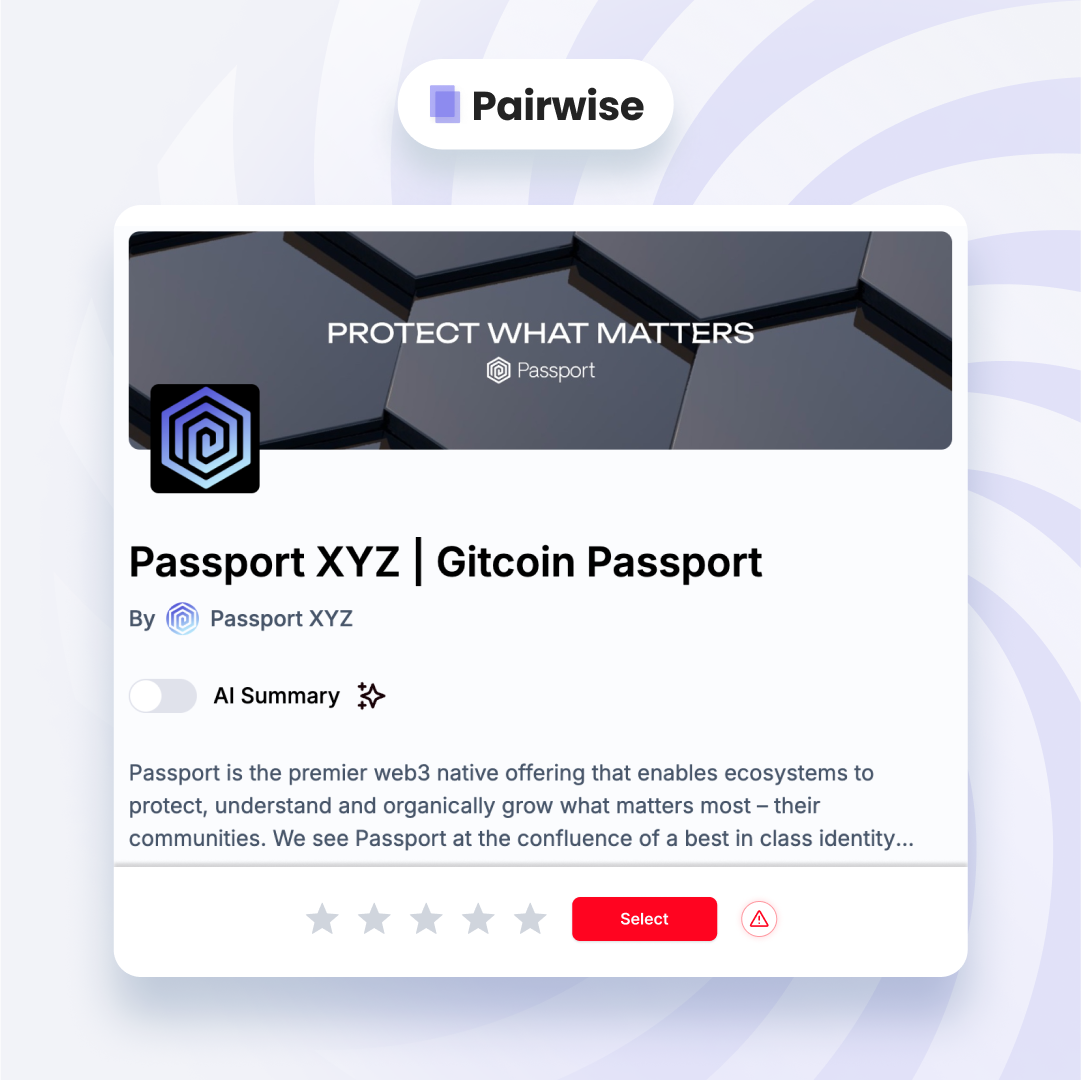 Pairwise
PROTECT WHAT MATTERS
Passport
Passport XYZ | Gitcoin Passport
By Passport XYZ
AI Summary
Passport is the premier web3 native offering that enables ecosystems to
protect, understand and organically grow what matters most – their
communities. We see Passport at the confluence of a best in class identity...
Select